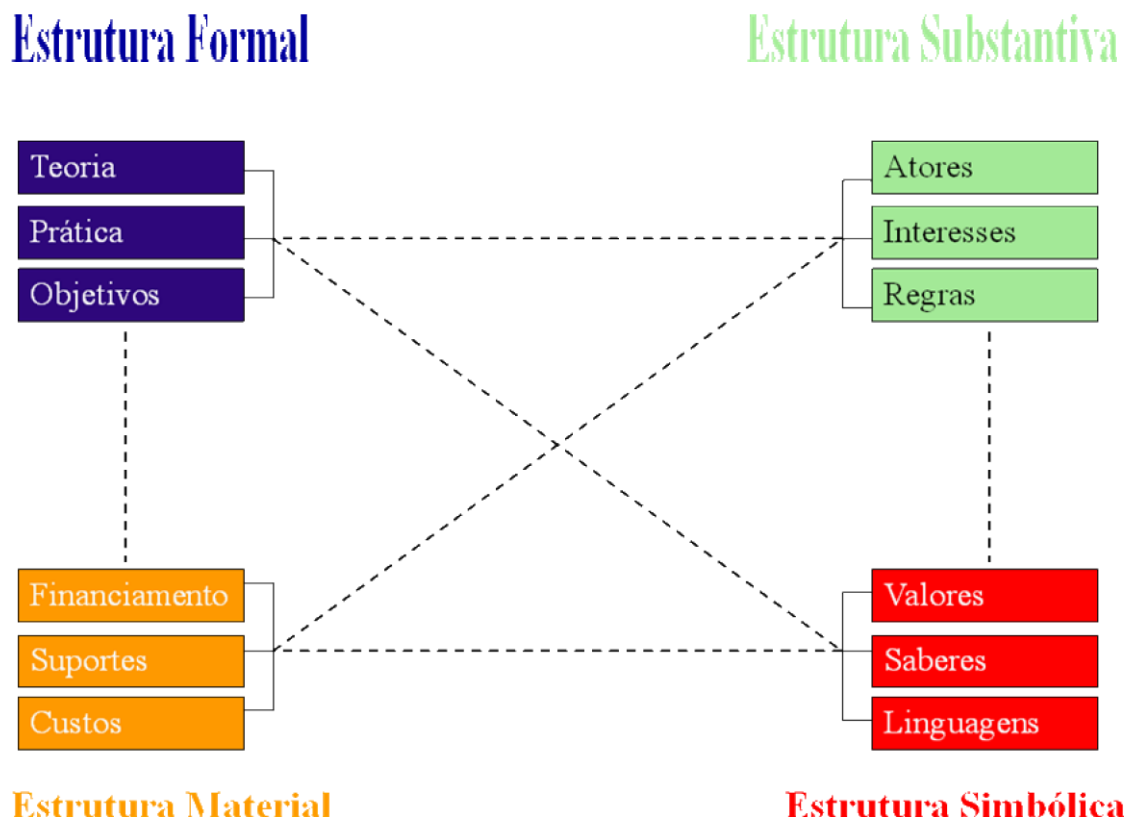 Estrutura Formal
Estrutura Substantiva
Teoria
Prática
Objetivos
Atores
Interesses
Regras
Financiamento
Suportes
Custos
Valores
Saberes
Linguagens
Estrutura Material
Estrutura Simbólica